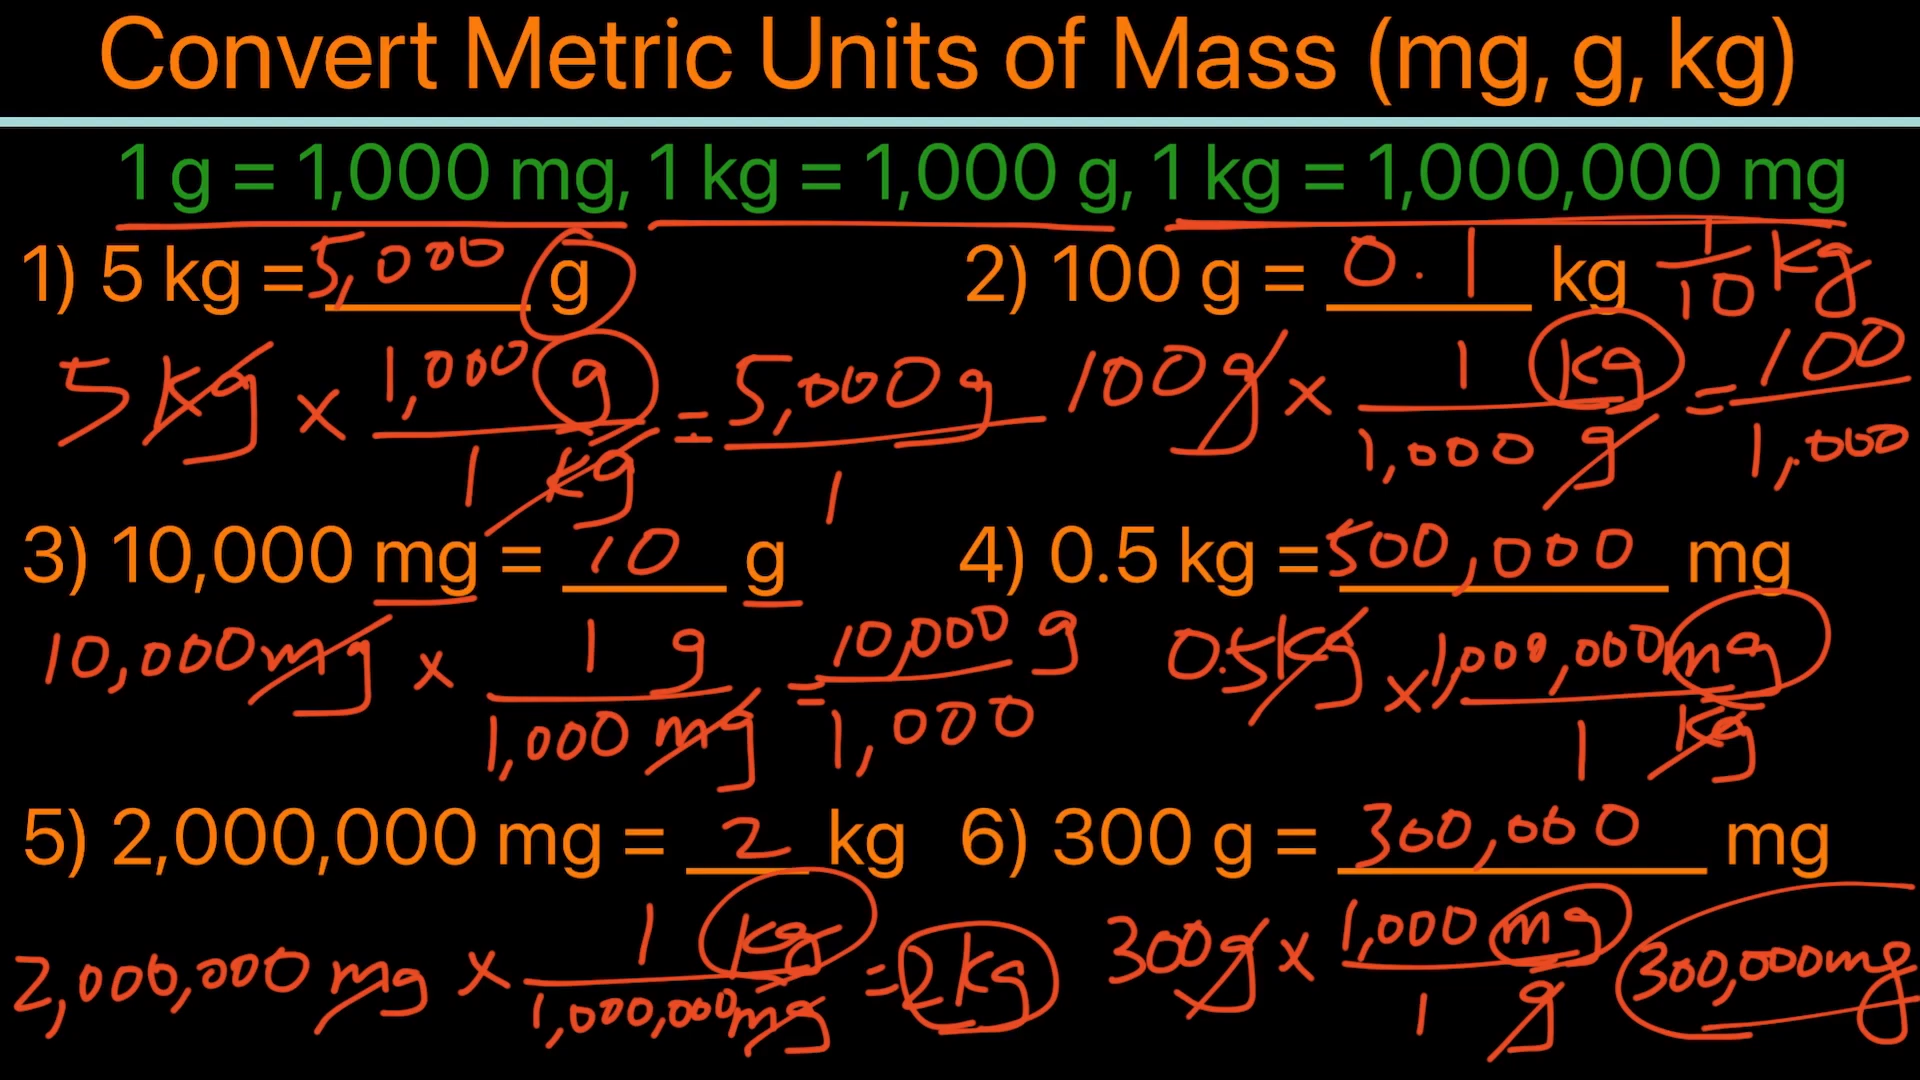 Convert Metric Units of Mass (mg, g, kg)
1 g = 1,000 mg, 1 kg = 1,000 g, 1 kg = 1,000,000 mg
1) 5 kg = 5,000 g
5 kg × 1,000 g / 1 kg = 5,000 g / 1
2) 100 g = 0.1 kg 1/10 kg
100 g × 1 kg / 1,000 g = 100 / 1,000
3) 10,000 mg = 10 g
10,000 mg × 1 g / 1,000 mg = 10,000 g / 1,000
4) 0.5 kg = 500,000 mg
0.5 kg × 1,000,000 mg / 1 kg
5) 2,000,000 mg = 2 kg
2,000,000 mg × 1 kg / 1,000,000 mg = 2 kg
6) 300 g = 300,000 mg
300 g × 1,000 mg / 1 g 300,000 mg